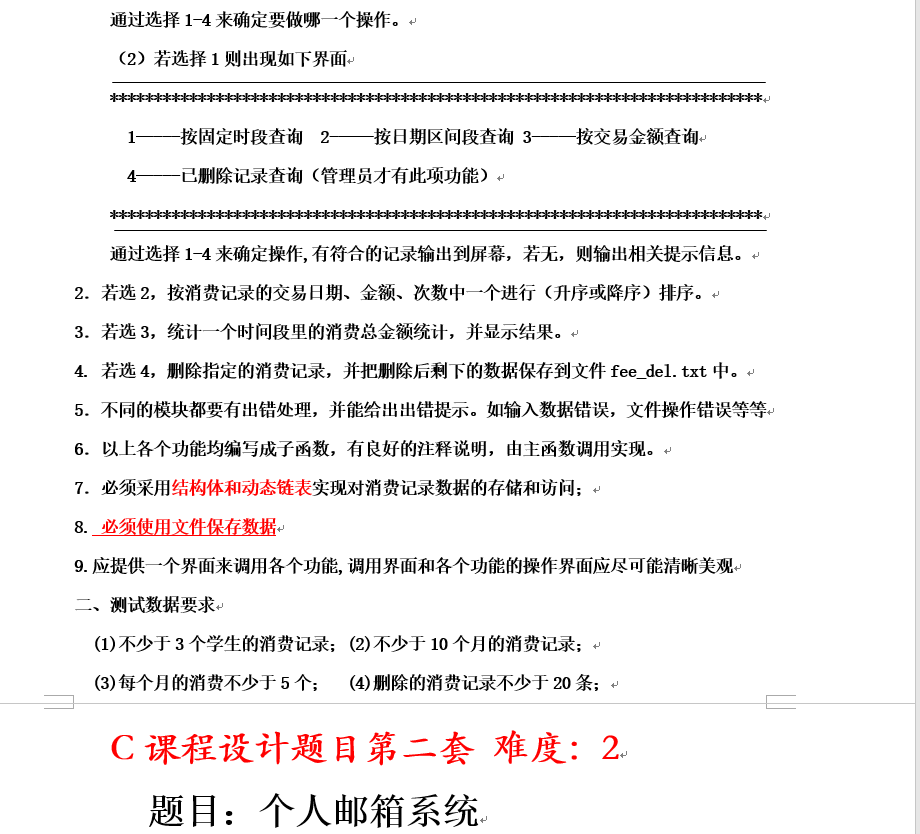 通过选择1-4来确定要做哪一个操作。
（2）若选择1则出现如下界面
**************************************************************************
1-----按固定时段查询 2-----按日期区间段查询 3-----按交易金额查询
4-----已删除记录查询（管理员才有此项功能）
**************************************************************************
通过选择1-4来确定操作,有符合的记录输出到屏幕，若无，则输出相关提示信息。
2. 若选2，按消费记录的交易日期、金额、次数中一个进行（升序或降序）排序。
3. 若选3，统计一个时间段里的消费总金额统计，并显示结果。
4. 若选4，删除指定的消费记录，并把删除后剩下的数据保存到文件fee_del.txt中。
5. 不同的模块都要有出错处理，并能给出出错提示。如输入数据错误，文件操作错误等等
6. 以上各个功能均编写成子函数，有良好的注释说明，由主函数调用实现。
7. 必须采用结构体和动态链表实现对消费记录数据的存储和访问；
8. 必须使用文件保存数据
9.应提供一个界面来调用各个功能,调用界面和各个功能的操作界面应尽可能清晰美观
二、测试数据要求
(1)不少于3个学生的消费记录；(2)不少于10个月的消费记录；
(3)每个月的消费不少于5个； (4)删除的消费记录不少于20条；
C课程设计题目第二套 难度：2
题目：个人邮箱系统